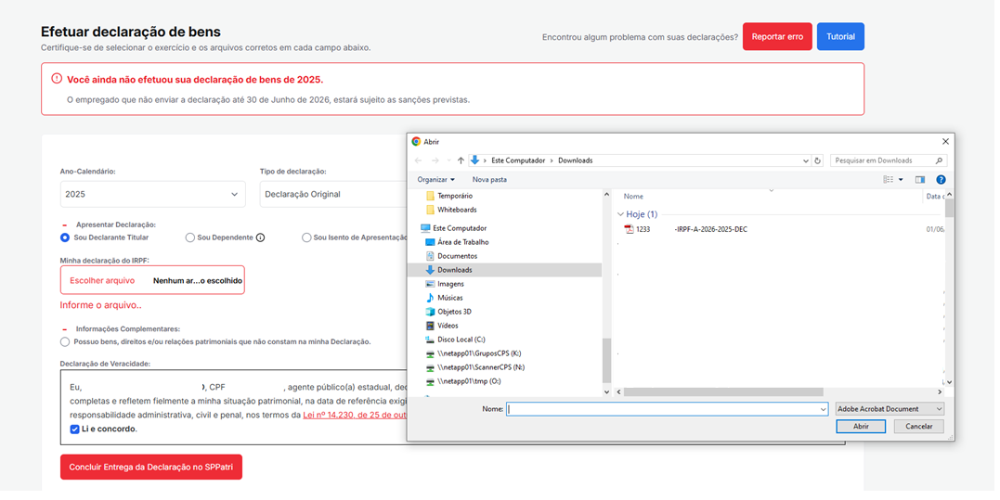 Efetuar declaração de bens
Certifique-se de selecionar o exercício e os arquivos corretos em cada campo abaixo.
Encontrou algum problema com suas declarações?
Reportar erro
Tutorial
Você ainda não efetuou sua declaração de bens de 2025.
O empregado que não enviar a declaração até 30 de Junho de 2026, estará sujeito as sanções previstas.
Ano-Calendário:
Tipo de declaração:
2025
Declaração Original
Apresentar Declaração:
Sou Declarante Titular
Sou Dependente
Sou Isento de Apresentação
Minha declaração do IRPF:
Escolher arquivo
Nenhum ar...o escolhido
Informe o arquivo..
Informações Complementares:
Possuo bens, direitos e/ou relações patrimoniais que não constam na minha Declaração.
Declaração de Veracidade:
Eu, ), CPF , agente público(a) estadual, dec
completas e refletem fielmente a minha situação patrimonial, na data de referência exig
responsabilidade administrativa, civil e penal, nos termos da Lei nº 14.230, de 25 de out
Li e concordo.
Concluir Entrega da Declaração no SPPatri
Abrir
Este Computador > Downloads
Pesquisar em Downloads
Organizar
Nova pasta
Temporário
Whiteboards
Este Computador
Área de Trabalho
Documentos
Downloads
Imagens
Músicas
Objetos 3D
Vídeos
Disco Local (C:)
\\netapp01\GruposCPS (K:)
\\netapp01\ScannerCPS (N:)
\\netapp01\tmp (O:)
Nome
Data
Hoje (1)
1233 -IRPF-A-2026-2025-DEC
01/06
Nome:
Adobe Acrobat Document
Abrir
Cancelar